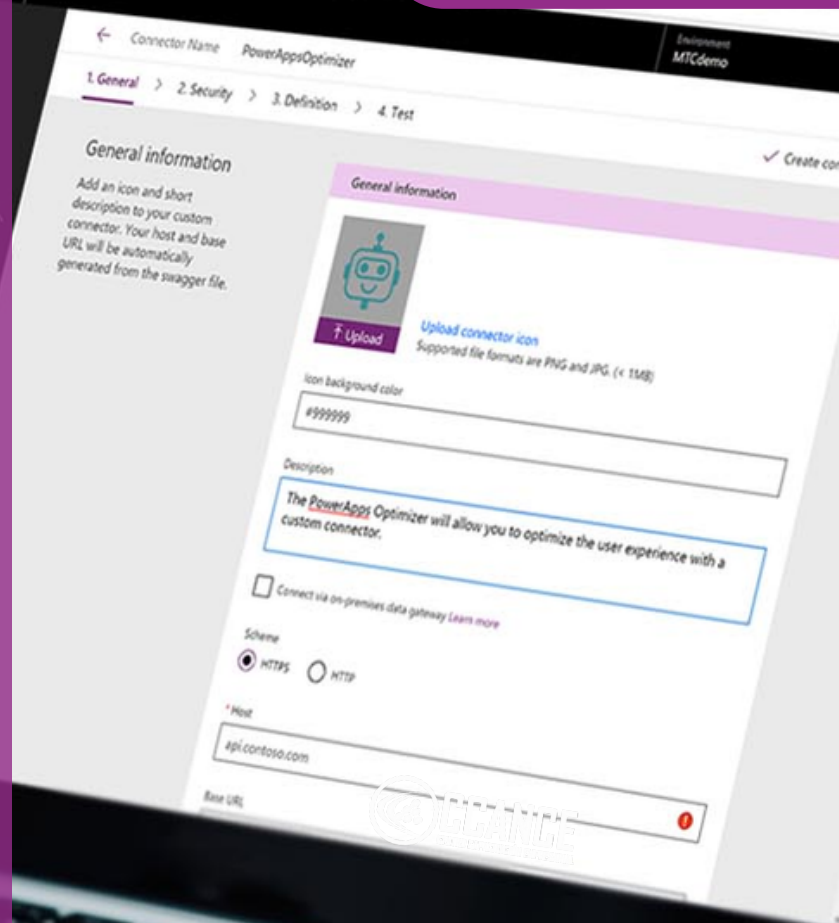 Environment
MTCdemo
Connector Name PowerAppsOptimizer
1. General > 2. Security > 3. Definition > 4. Test
Create
General information
Add an icon and short
description to your custom
connector. Your host and base
URL will be automatically
generated from the swagger file.
General information
Upload
Upload connector icon
Supported file formats are PNG and JPG. (< 1MB)
Icon background color
#999999
Description
The PowerApps Optimizer will allow you to optimize the user experience with a
custom connector.
Connect via on-premises data gateway Learn more
Scheme
HTTPS HTTP
* Host
api.contoso.com
Base URL